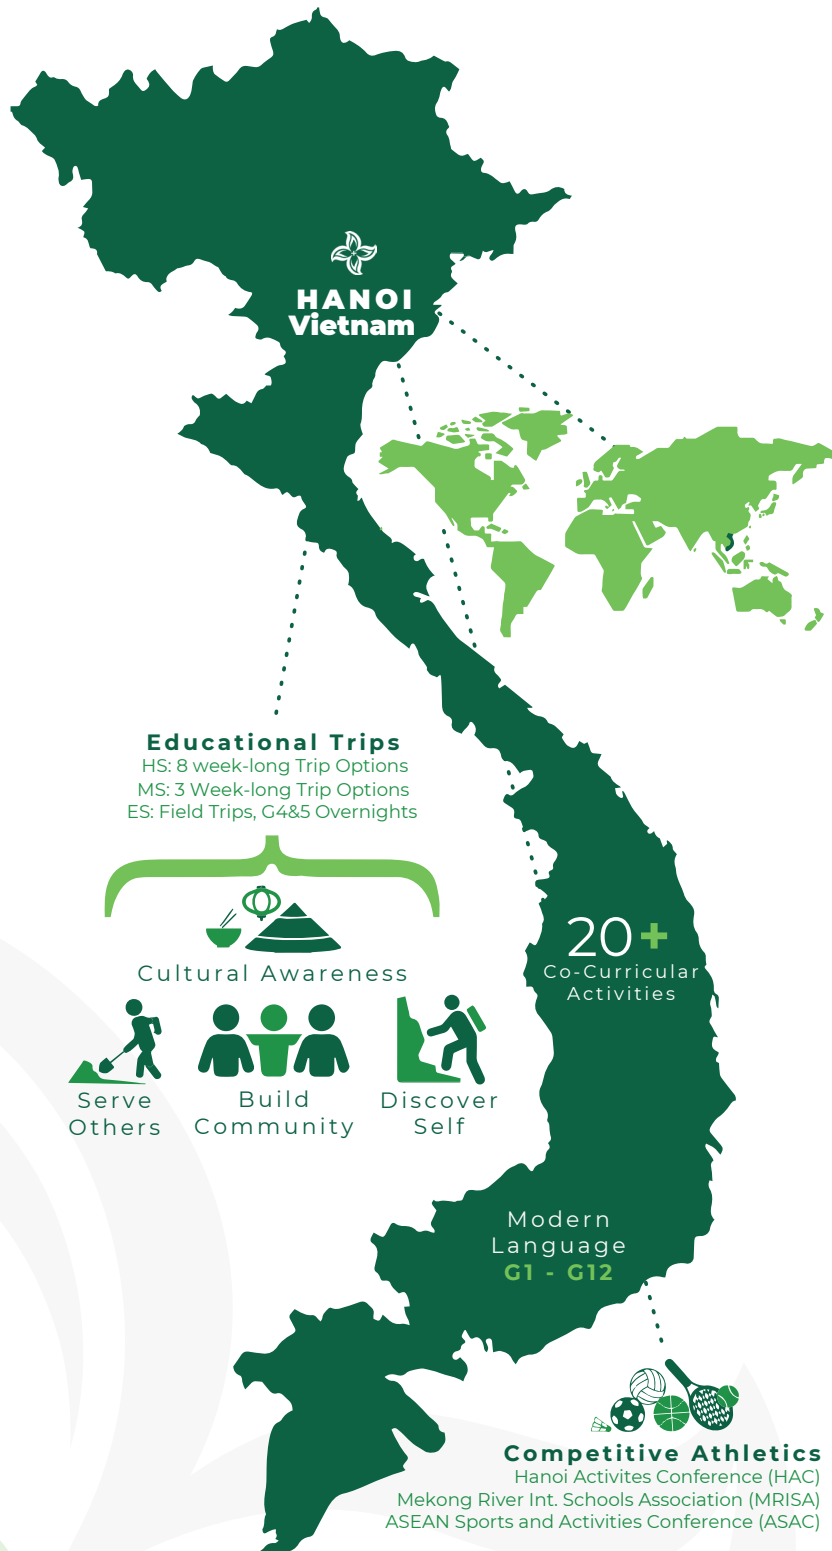 HANOI
Vietnam
Educational Trips
HS: 8 week-long Trip Options
MS: 3 Week-long Trip Options
ES: Field Trips, G4&5 Overnights
Cultural Awareness
Serve
Others
Build
Community
Discover
Self
20+
Co-Curricular
Activities
Modern
Language
G1 - G12
Competitive Athletics
Hanoi Activites Conference (HAC)
Mekong River Int. Schools Association (MRISA)
ASEAN Sports and Activities Conference (ASAC)